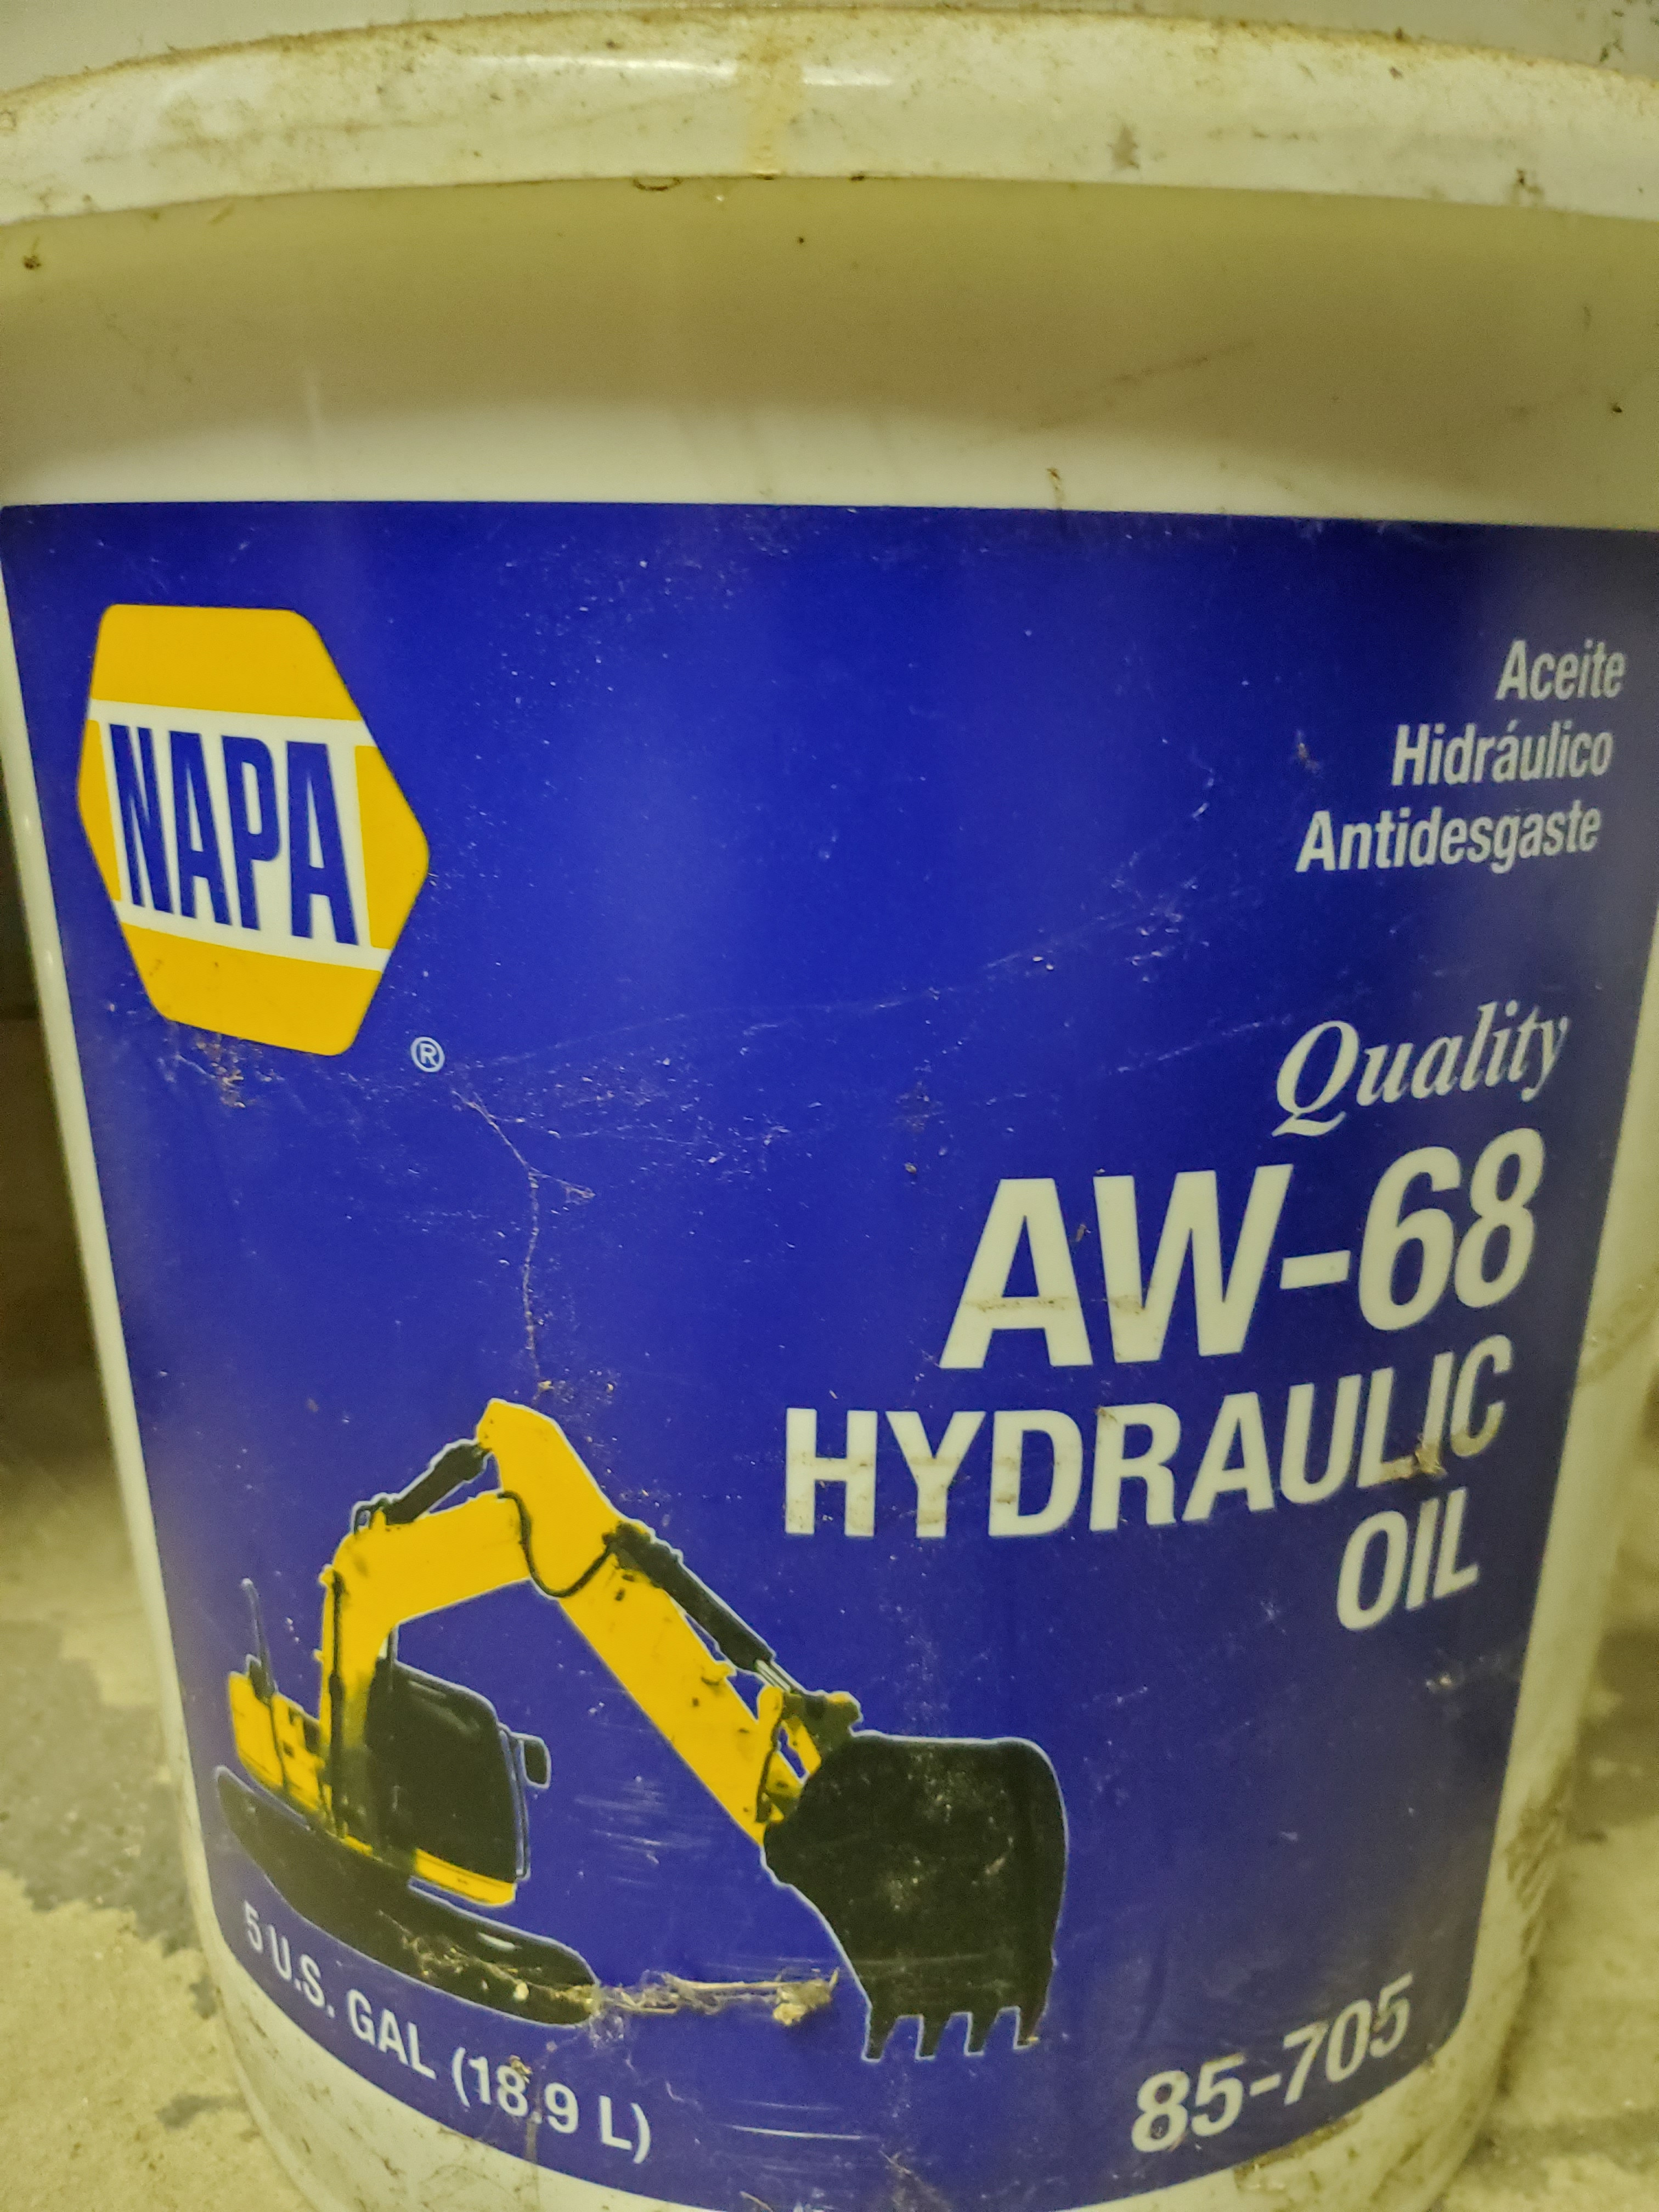 NAPA
®
Aceite
Hidráulico
Antidesgaste
Quality
AW-68
HYDRAULIC
OIL
5 U.S. GAL (18.9 L)
85-705